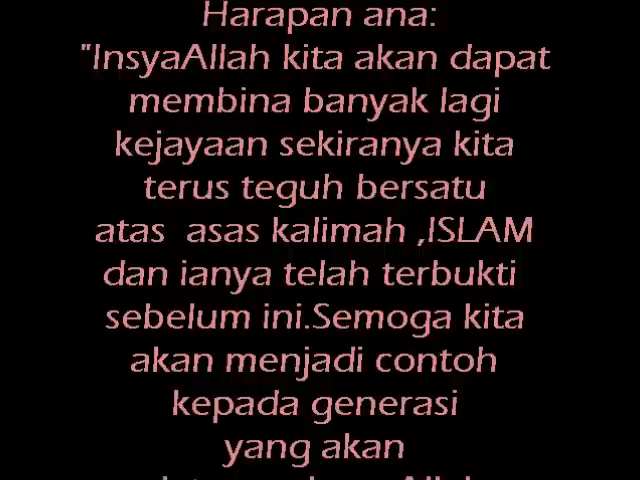 Harapan ana:
"InsyaAllah kita akan dapat
membina banyak lagi
kejayaan sekiranya kita
terus teguh bersatu
atas asas kalimah ,ISLAM
dan ianya telah terbukti
sebelum ini.Semoga kita
akan menjadi contoh
kepada generasi
yang akan